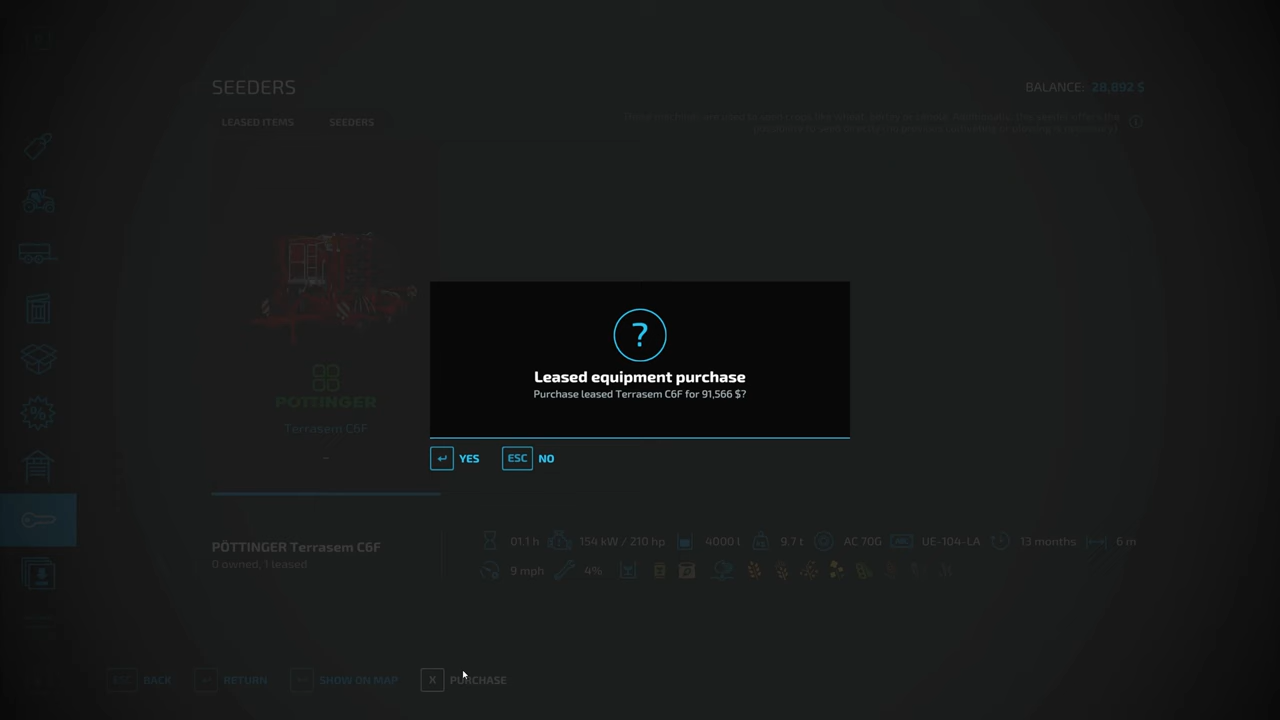 SEEDERS
BALANCE: 28,892 $
LEASED ITEMS SEEDERS
PÖTTINGER
Terrasem C6F
-
?
Leased equipment purchase
Purchase leased Terrasem C6F for 91,566 $?
↵ YES ESC NO
PÖTTINGER Terrasem C6F
0 owned, 1 leased
01.1 h 154 kW / 210 hp 4000 l 9.7 t AC 70G UE-104-LA 13 months 6 m
9 mph 4%
ESC BACK ↵ RETURN SHOW ON MAP X PURCHASE